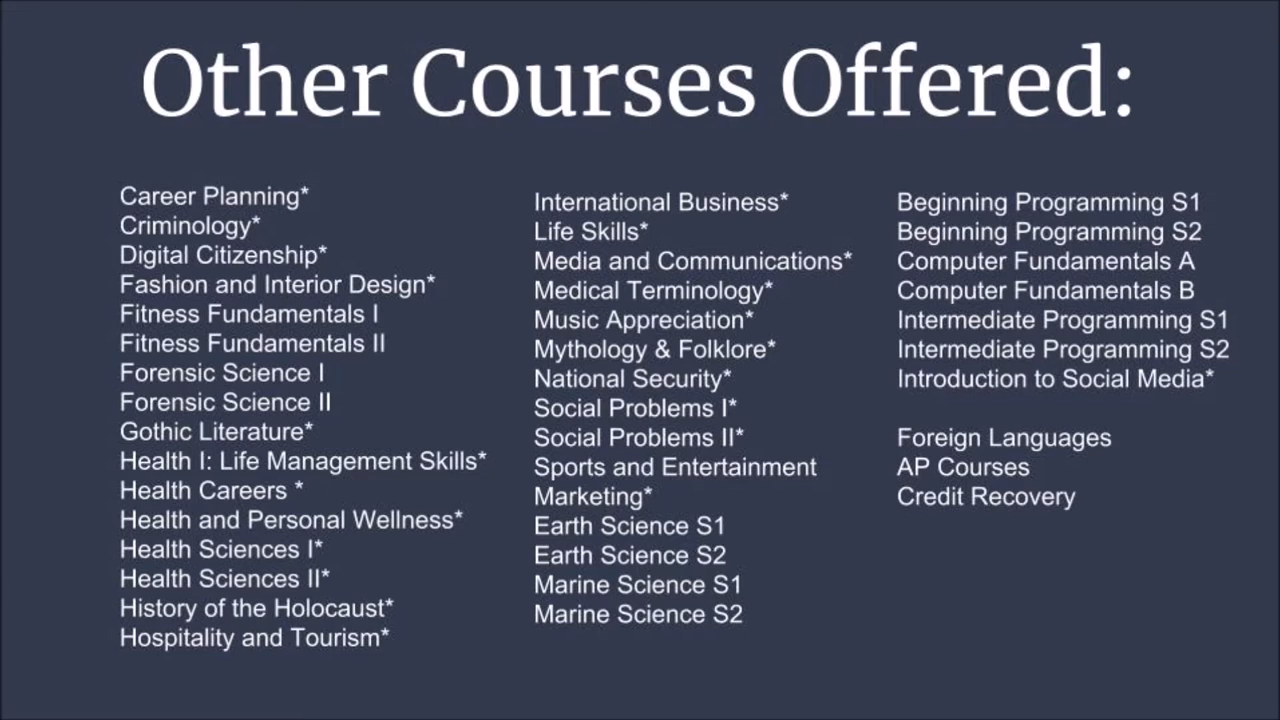 Other Courses Offered:
Career Planning*
Criminology*
Digital Citizenship*
Fashion and Interior Design*
Fitness Fundamentals I
Fitness Fundamentals II
Forensic Science I
Forensic Science II
Gothic Literature*
Health I: Life Management Skills*
Health Careers *
Health and Personal Wellness*
Health Sciences I*
Health Sciences II*
History of the Holocaust*
Hospitality and Tourism*
International Business*
Life Skills*
Media and Communications*
Medical Terminology*
Music Appreciation*
Mythology & Folklore*
National Security*
Social Problems I*
Social Problems II*
Sports and Entertainment
Marketing*
Earth Science S1
Earth Science S2
Marine Science S1
Marine Science S2
Beginning Programming S1
Beginning Programming S2
Computer Fundamentals A
Computer Fundamentals B
Intermediate Programming S1
Intermediate Programming S2
Introduction to Social Media*
Foreign Languages
AP Courses
Credit Recovery